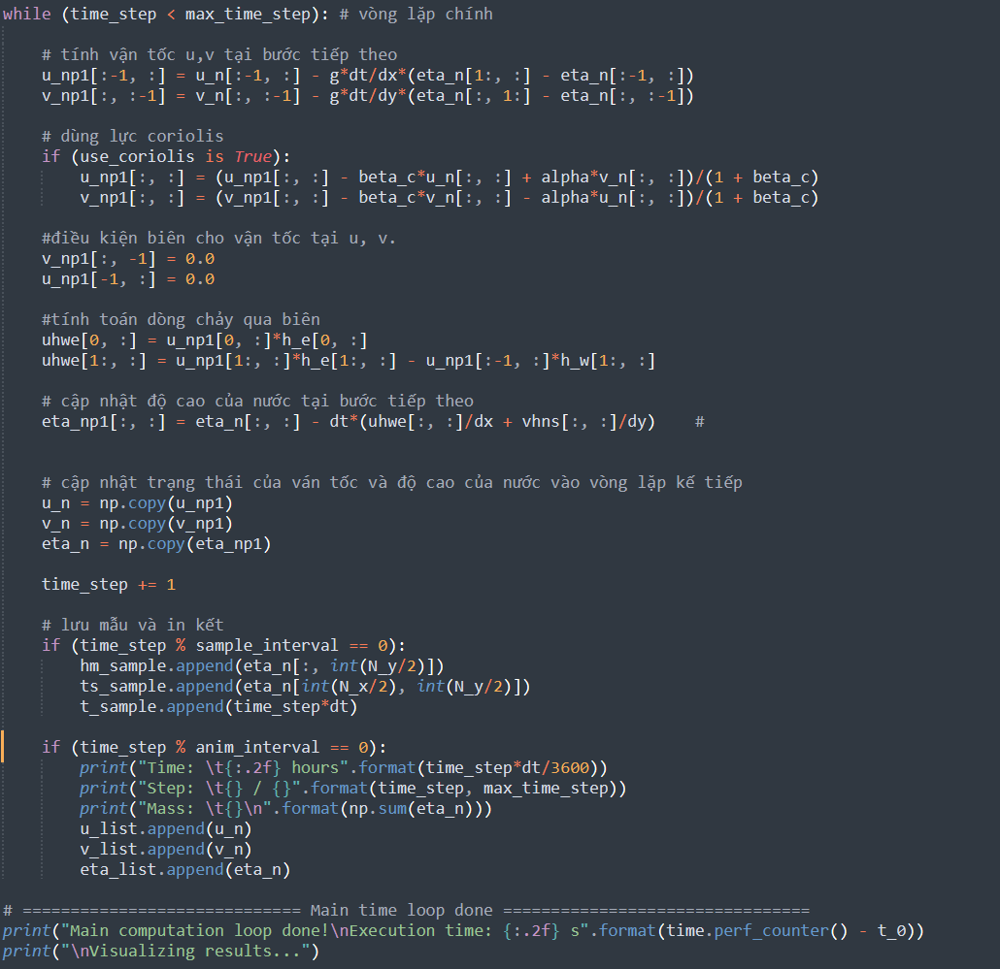 while (time_step < max_time_step): # vòng lặp chính
# tính vận tốc u,v tại bước tiếp theo
u_np1[:-1, :] = u_n[:-1, :] - g*dt/dx*(eta_n[1:, :] - eta_n[:-1, :])
v_np1[:, :-1] = v_n[:, :-1] - g*dt/dy*(eta_n[:, 1:] - eta_n[:, :-1])
# dùng lực coriolis
if (use_coriolis is True):
u_np1[:, :] = (u_np1[:, :] - beta_c*u_n[:, :] + alpha*v_n[:, :])/(1 + beta_c)
v_np1[:, :] = (v_np1[:, :] - beta_c*v_n[:, :] - alpha*u_n[:, :])/(1 + beta_c)
#điều kiện biên cho vận tốc tại u, v.
v_np1[:, -1] = 0.0
u_np1[-1, :] = 0.0
#tính toán dòng chảy qua biên
uhwe[0, :] = u_np1[0, :]*h_e[0, :]
uhwe[1:, :] = u_np1[1:, :]*h_e[1:, :] - u_np1[:-1, :]*h_w[1:, :]
# cập nhật độ cao của nước tại bước tiếp theo
eta_np1[:, :] = eta_n[:, :] - dt*(uhwe[:, :]/dx + vhns[:, :]/dy)    #
# cập nhật trạng thái của ván tốc và độ cao của nước vào vòng lặp kế tiếp
u_n = np.copy(u_np1)
v_n = np.copy(v_np1)
eta_n = np.copy(eta_np1)
time_step += 1
# lưu mẫu và in kết
if (time_step % sample_interval == 0):
hm_sample.append(eta_n[:, int(N_y/2)])
ts_sample.append(eta_n[int(N_x/2), int(N_y/2)])
t_sample.append(time_step*dt)
if (time_step % anim_interval == 0):
print("Time: \t{:.2f} hours".format(time_step*dt/3600))
print("Step: \t{} / {}".format(time_step, max_time_step))
print("Mass: \t{}\n".format(np.sum(eta_n)))
u_list.append(u_n)
v_list.append(v_n)
eta_list.append(eta_n)
# ============================= Main time loop done ================================
print("Main computation loop done!\nExecution time: {:.2f} s".format(time.perf_counter() - t_0))
print("\nVisualizing results...")